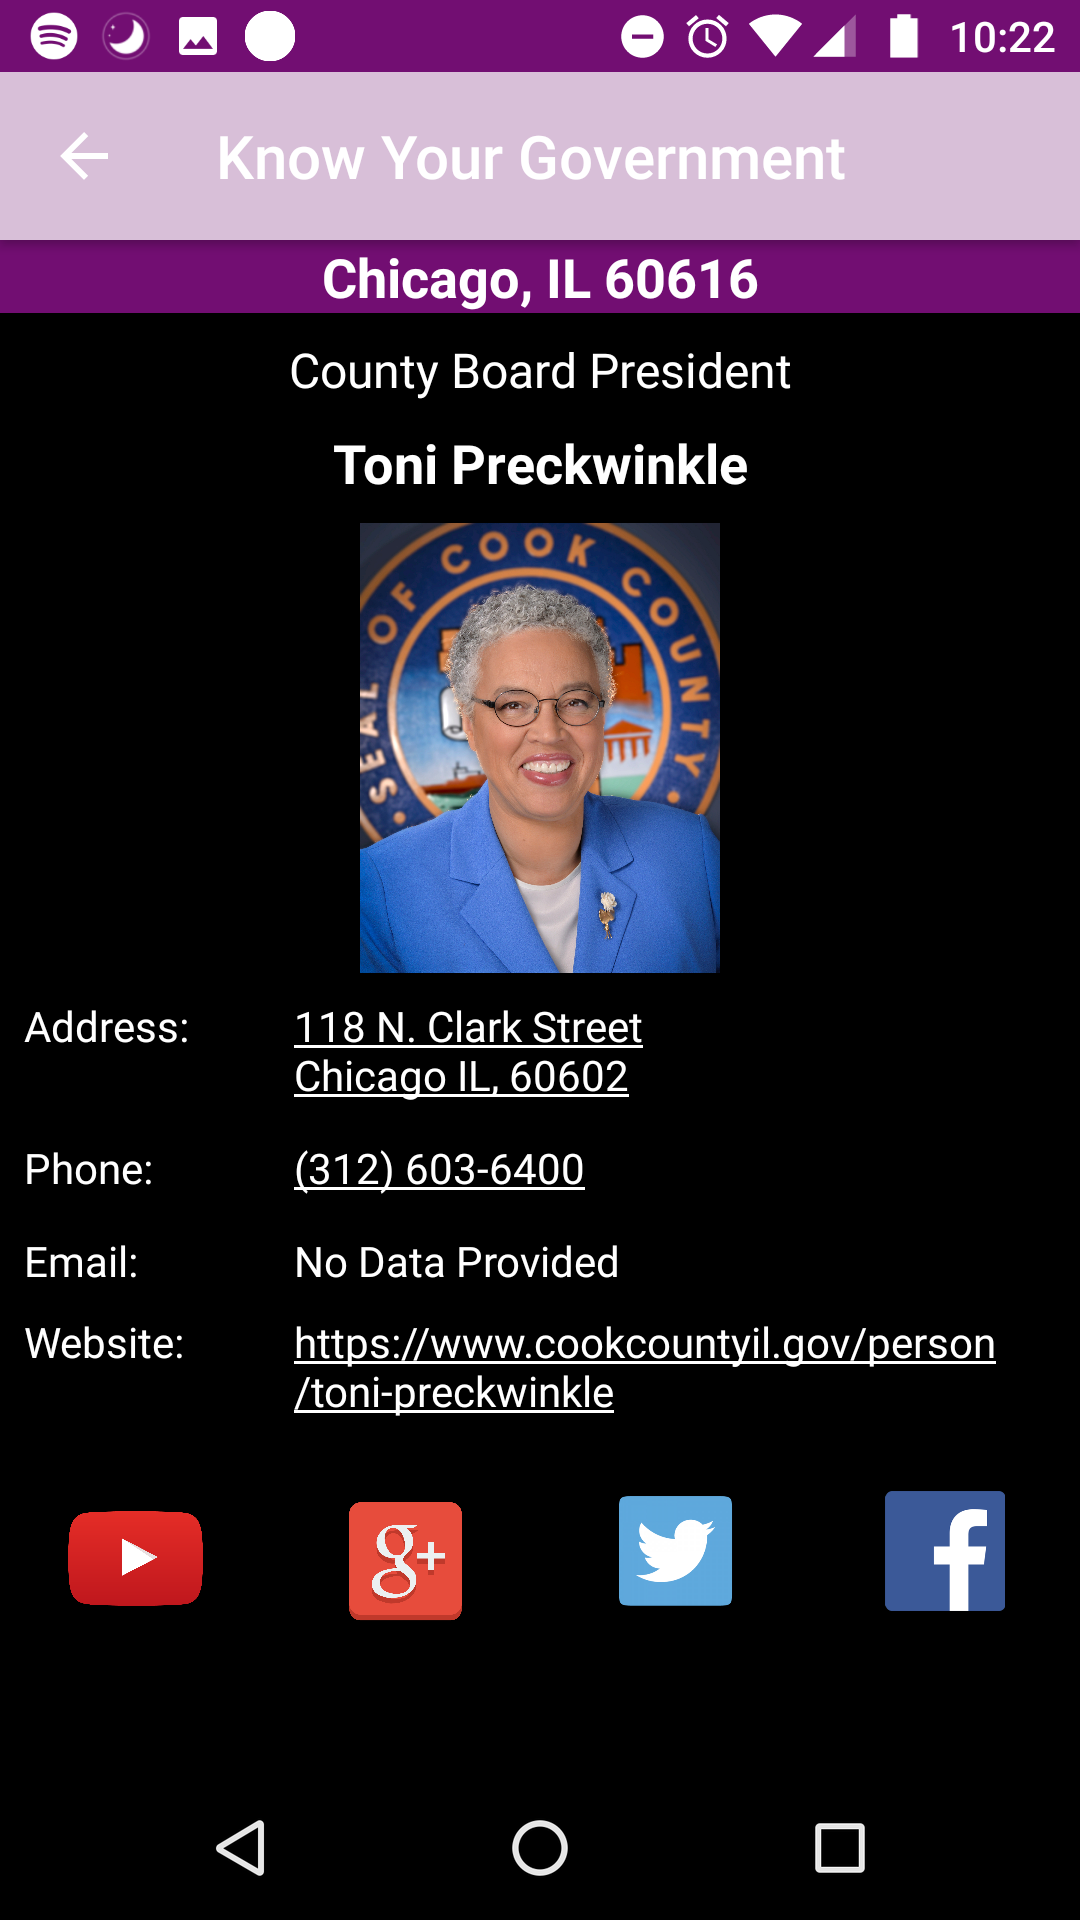 10:22
Know Your Government
Chicago, IL 60616
County Board President
Toni Preckwinkle
SEAL OF COOK COUNTY
Address: 118 N. Clark Street
Chicago IL, 60602
Phone: (312) 603-6400
Email: No Data Provided
Website: https://www.cookcountyil.gov/person
/toni-preckwinkle
g+
f